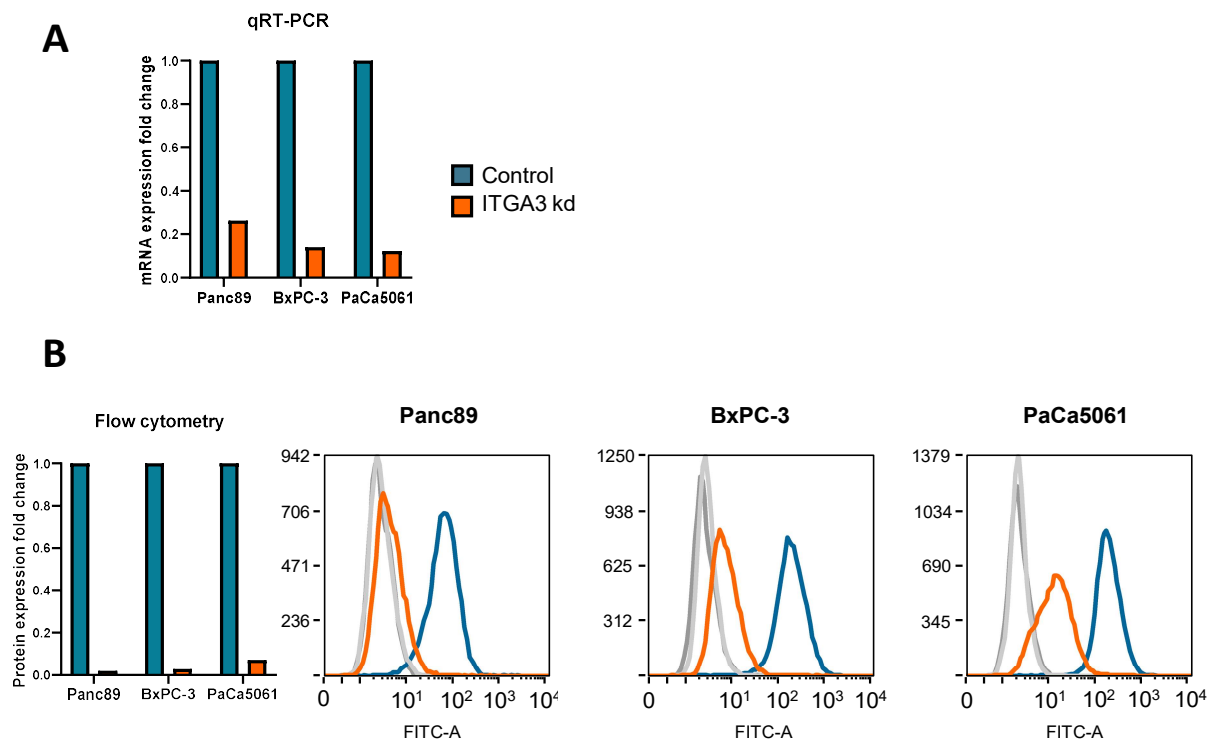 A
qRT-PCR
mRNA expression fold change
1.0
0.8
0.6
0.4
0.2
0.0
Panc89 BxPC-3 PaCa5061
Control
ITGA3 kd
B
Flow cytometry
Protein expression fold change
1.0
0.8
0.6
0.4
0.2
0.0
Panc89 BxPC-3 PaCa5061
Panc89
942
706
471
236
0 10¹ 10² 10³ 10⁴
FITC-A
BxPC-3
1250
938
625
312
0 10¹ 10² 10³ 10⁴
FITC-A
PaCa5061
1379
1034
690
345
0 10¹ 10² 10³ 10⁴
FITC-A